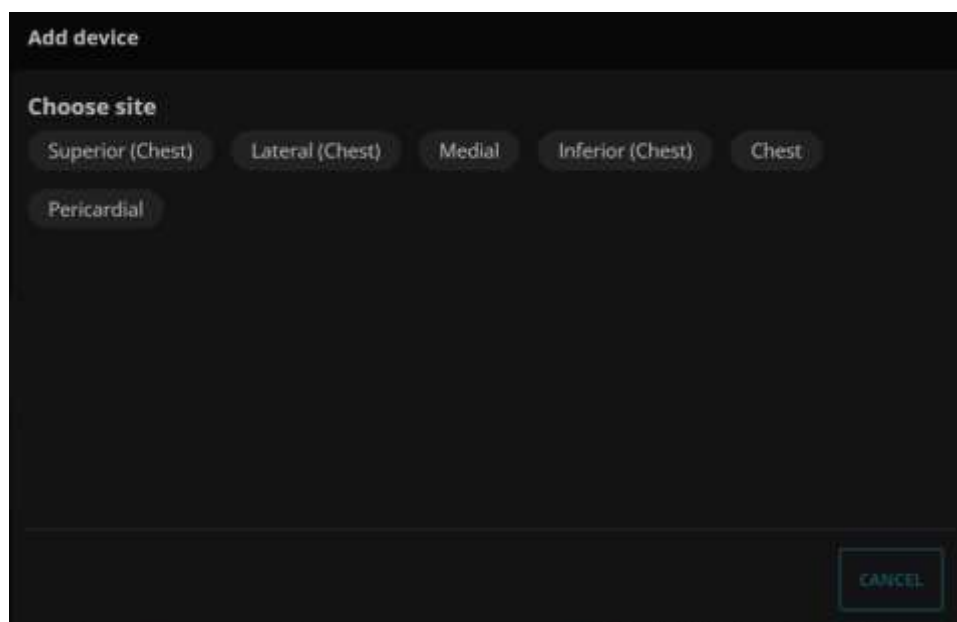 Add device
Choose site
Superior (Chest) Lateral (Chest) Medial Inferior (Chest) Chest
Pericardial
CANCEL